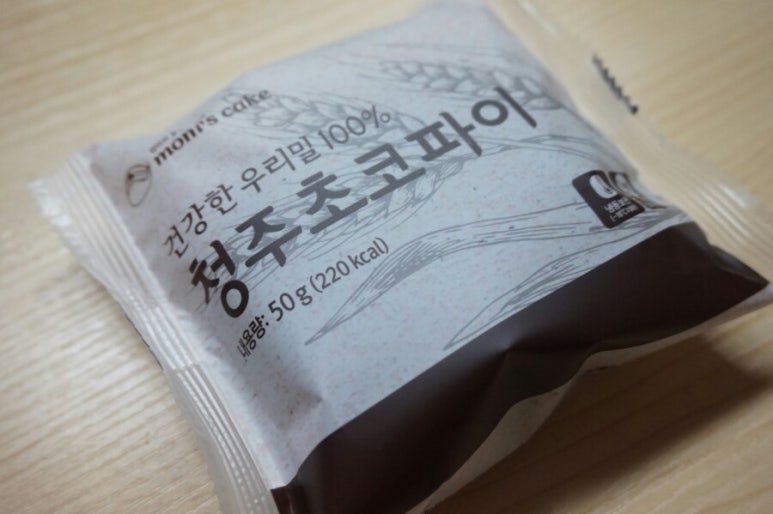 moni's cake
건강한 우리밀 100%
청주초코파이
내용량: 50 g (220 kcal)